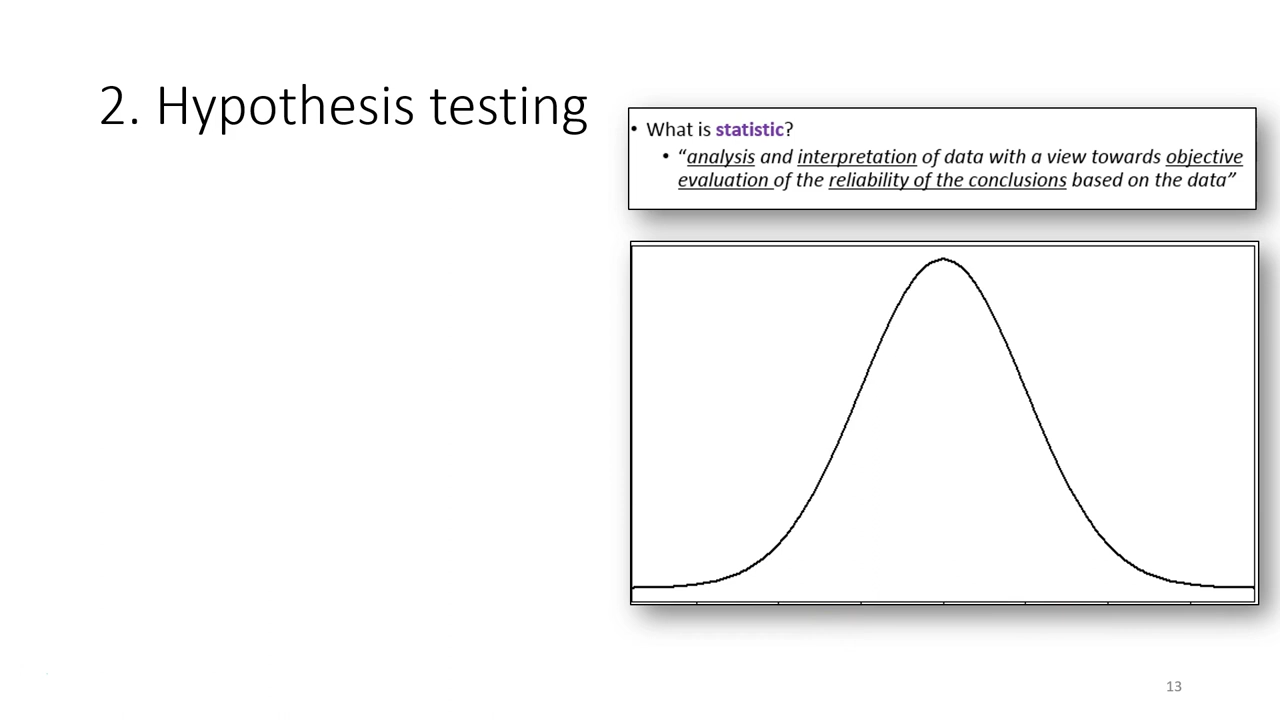 2. Hypothesis testing
• What is statistic?
• “analysis and interpretation of data with a view towards objective
evaluation of the reliability of the conclusions based on the data”
13